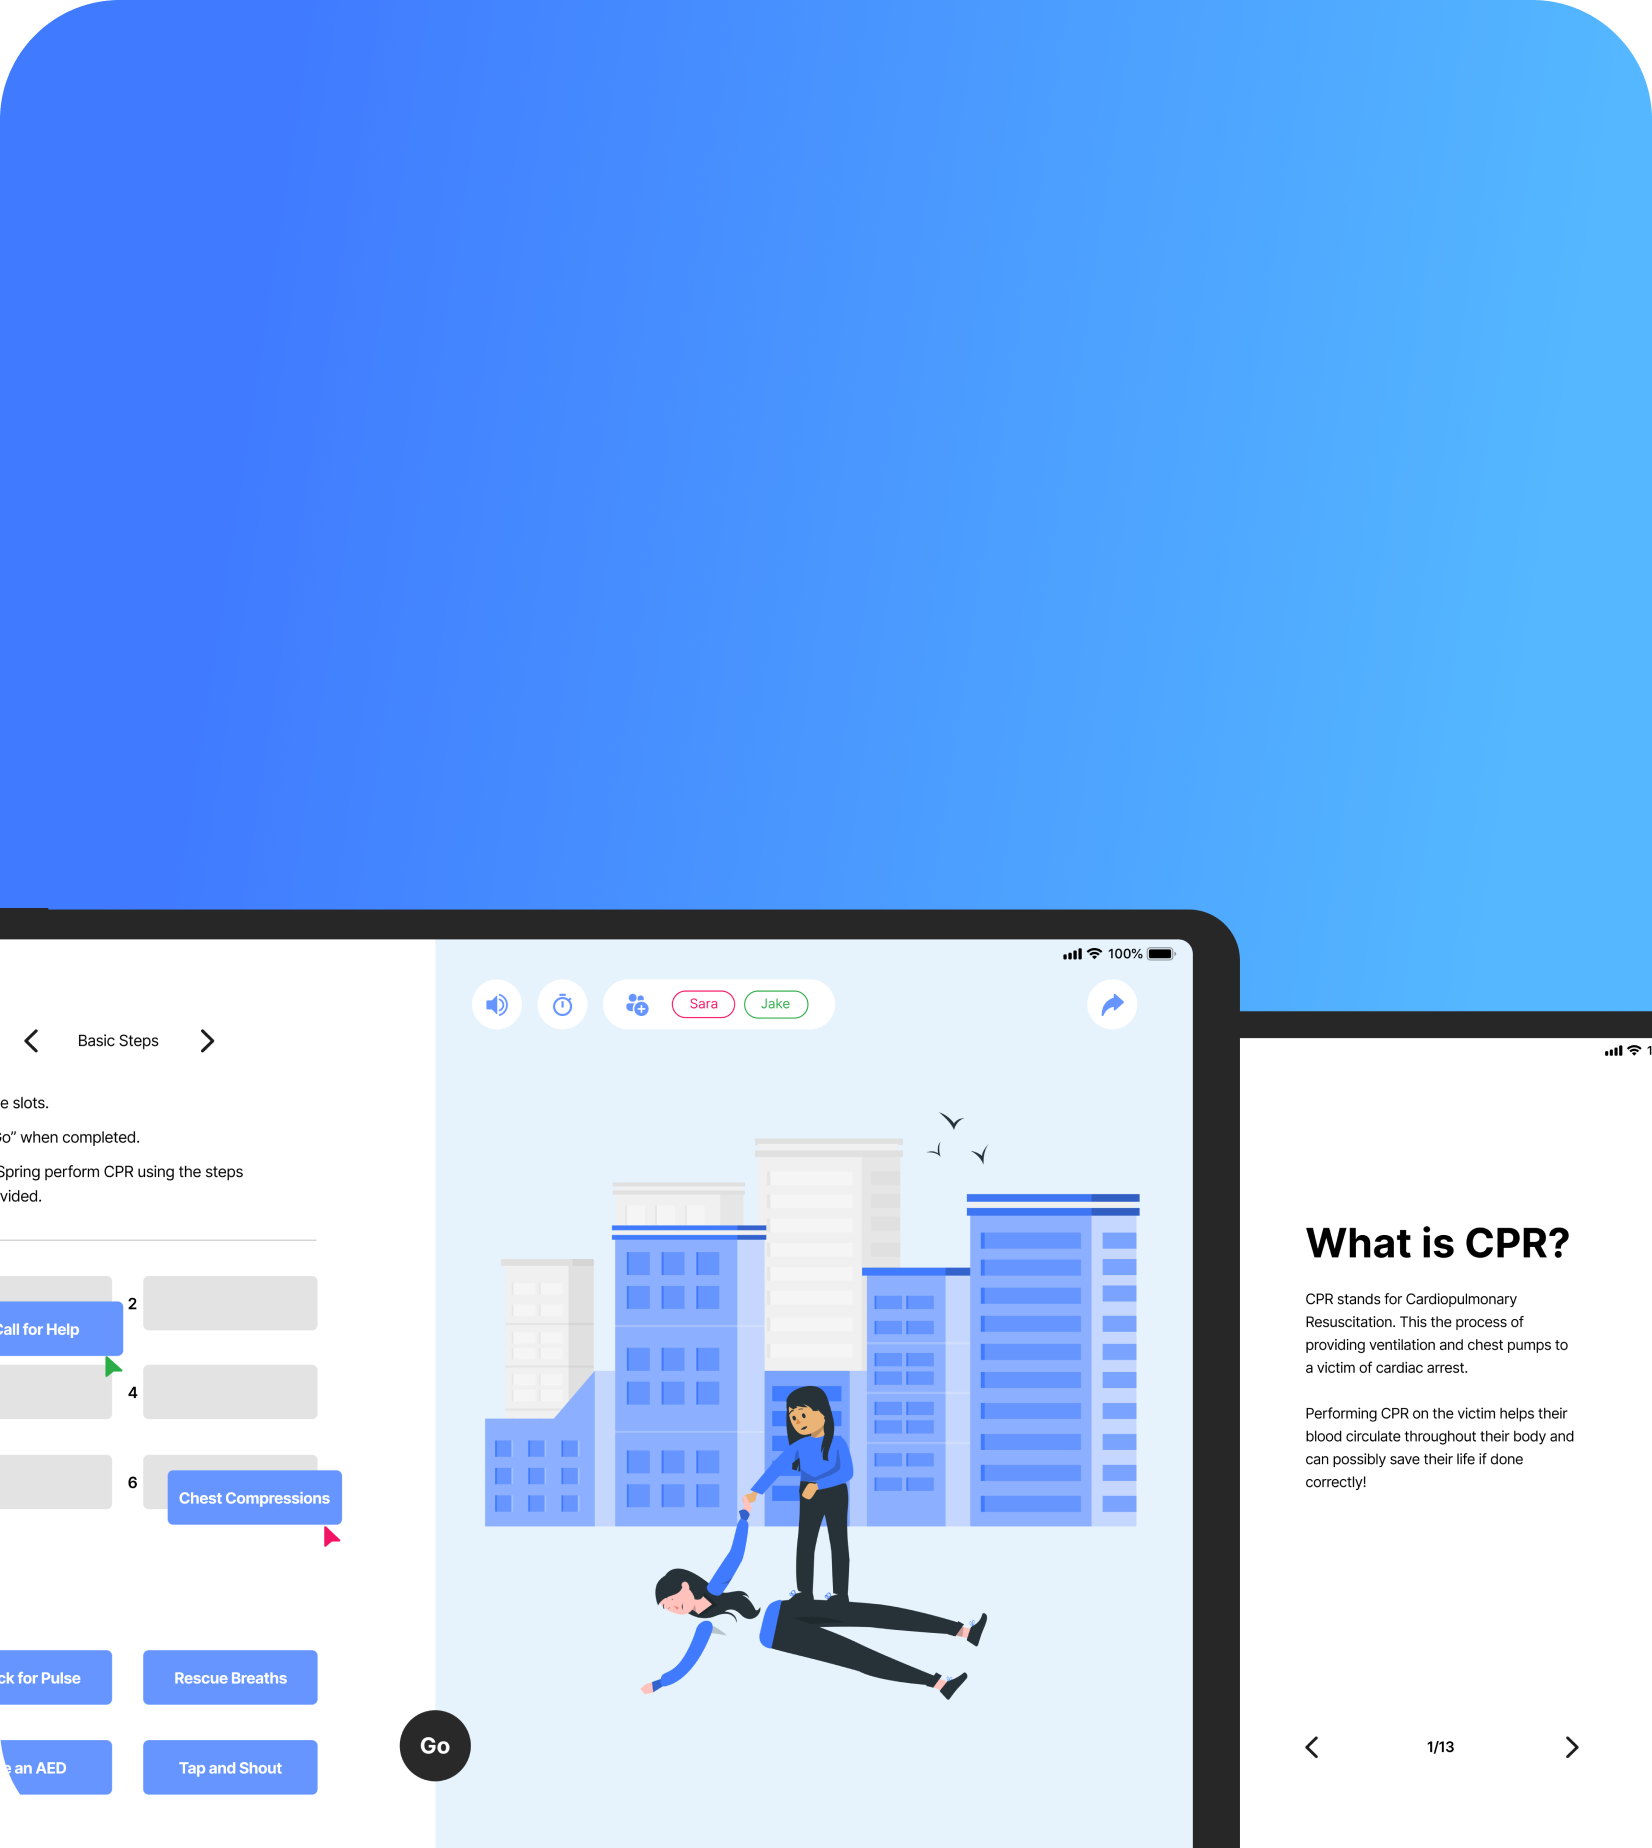 100%
Sara
Jake
Basic Steps
e slots.
Go” when completed.
Spring perform CPR using the steps
vided.
2
Call for Help
4
6
Chest Compressions
ck for Pulse
Rescue Breaths
Go
e an AED
Tap and Shout
1
What is CPR?
CPR stands for Cardiopulmonary
Resuscitation. This the process of
providing ventilation and chest pumps to
a victim of cardiac arrest.
Performing CPR on the victim helps their
blood circulate throughout their body and
can possibly save their life if done
correctly!
1/13